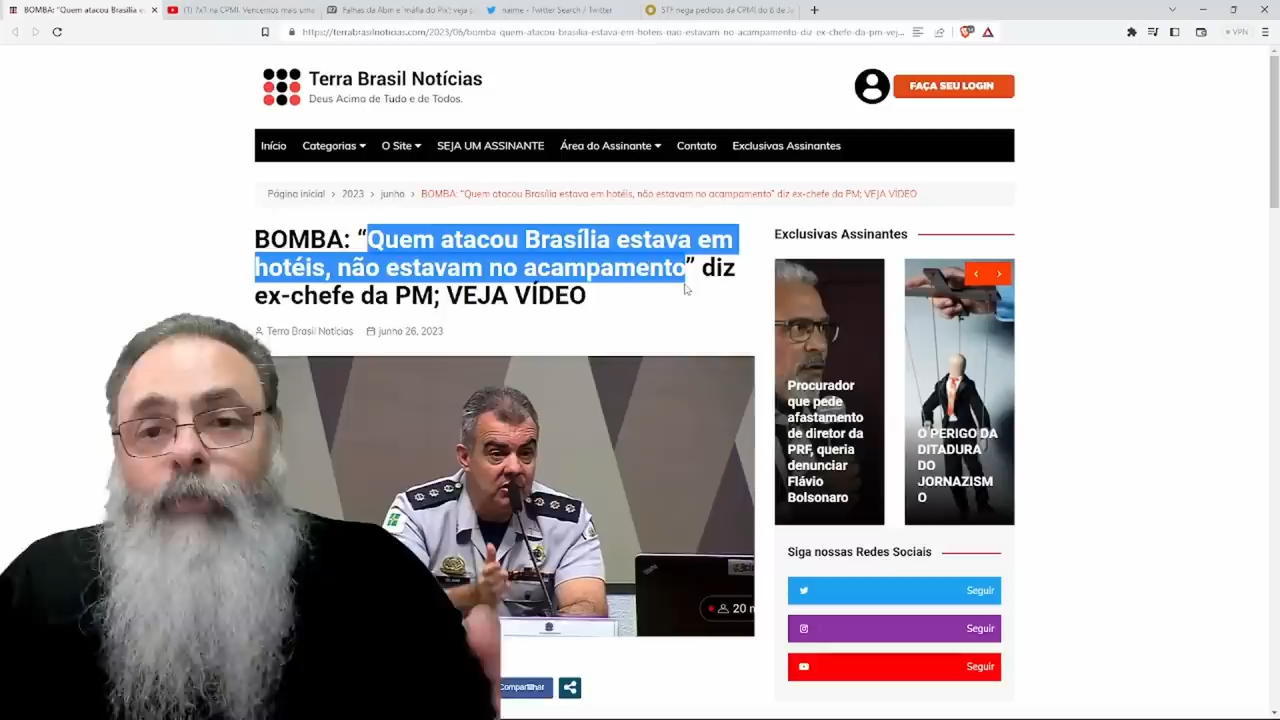 BOMBA: “Quem atacou Brasília e
(1) 7x1 na CPMI. Vencemos mais uma
Falhas da Abin e 'máfia do Pix'; veja p
naime - Twitter Search / Twitter
STF nega pedidos da CPMI do 8 de Ja
https://terrabrasilnoticias.com/2023/06/bomba-quem-atacou-brasilia-estava-em-hoteis-nao-estavam-no-acampamento-diz-ex-chefe-da-pm-vej...
VPN
Terra Brasil Notícias
Deus Acima de Tudo e de Todos.
FAÇA SEU LOGIN
Início Categorias O Site SEJA UM ASSINANTE Área do Assinante Contato Exclusivas Assinantes
Página inicial > 2023 > junho > BOMBA: “Quem atacou Brasília estava em hotéis, não estavam no acampamento” diz ex-chefe da PM; VEJA VÍDEO
BOMBA: “Quem atacou Brasília estava em
hotéis, não estavam no acampamento” diz
ex-chefe da PM; VEJA VÍDEO
Terra Brasil Notícias junho 26, 2023
20
Compartilhar
Exclusivas Assinantes
Procurador
que pede
afastamento
de diretor da
PRF, queria
denunciar
Flávio
Bolsonaro
O PERIGO DA
DITADURA
DO
JORNAZISM
O
Siga nossas Redes Sociais
Seguir
Seguir
Seguir